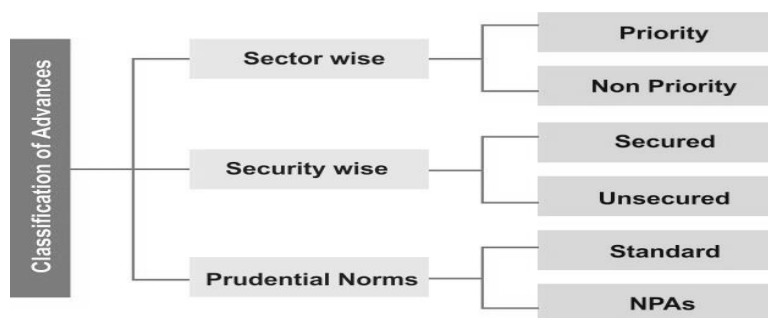 Classification of Advances
Sector wise
Priority
Non Priority
Security wise
Secured
Unsecured
Prudential Norms
Standard
NPAs